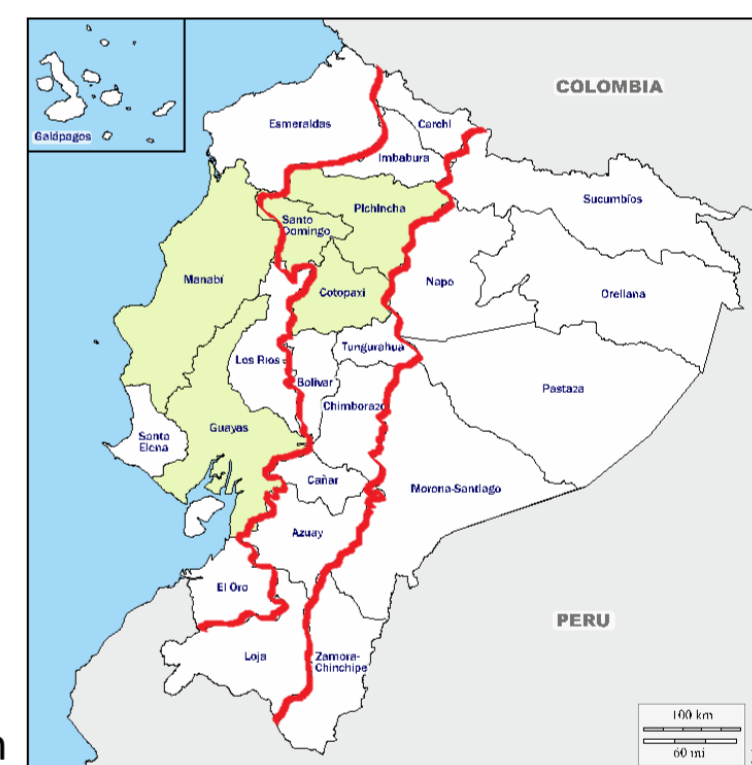 Galápagos
COLOMBIA
Esmeraldas
Carchi
Imbabura
Sucumbíos
Pichincha
Santo
Domingo
Manabí
Cotopaxi
Napo
Orellana
Los Ríos
Tungurahua
Bolívar
Pastaza
Chimborazo
Guayas
Santa
Elena
Cañar
Morona-Santiago
Azuay
El Oro
PERU
Loja
Zamora-
Chinchipe
100 km
60 mi